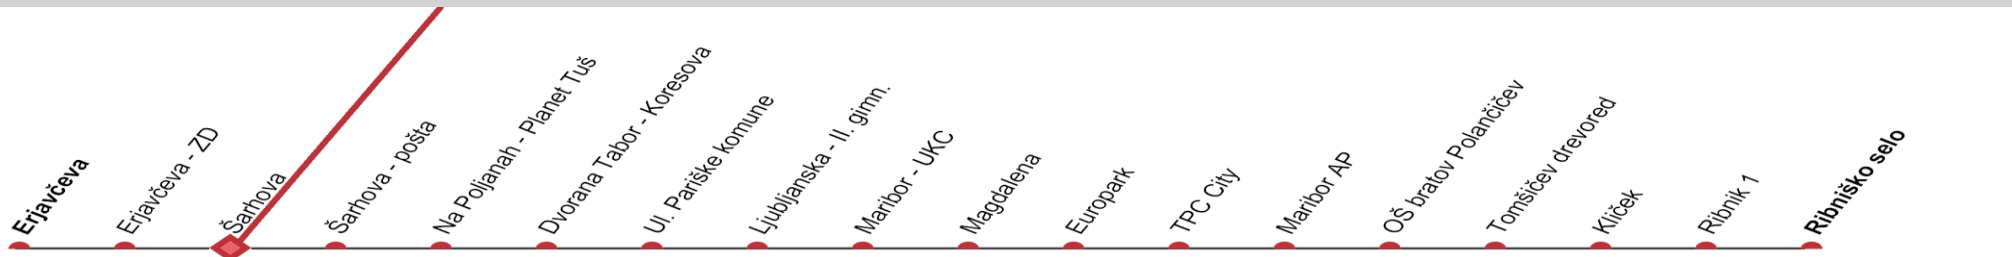 Erjavčeva
Erjavčeva - ZD
Šarhova
Šarhova - pošta
Na Poljanah - Planet Tuš
Dvorana Tabor - Koresova
Ul. Pariške komune
Ljubljanska - II. gimn.
Maribor - UKC
Magdalena
Europark
TPC City
Maribor AP
OŠ bratov Polančičev
Tomšičev drevored
Kliček
Ribnik 1
Ribniško selo